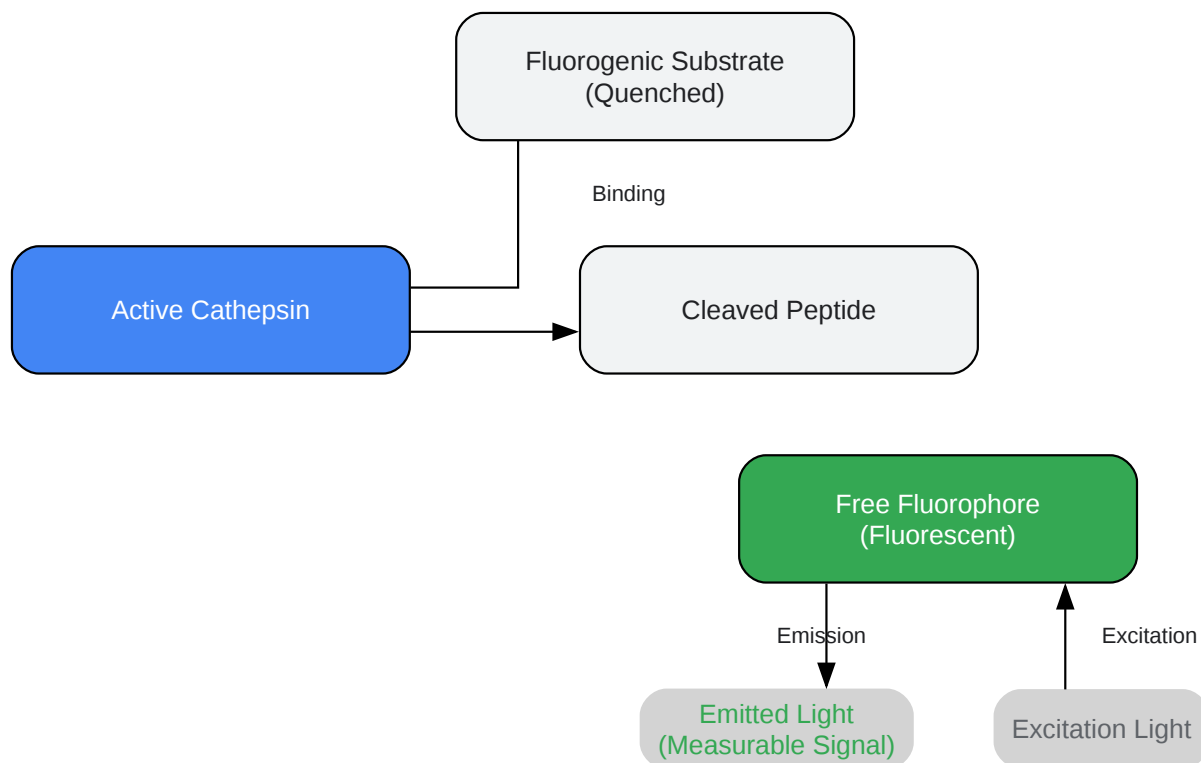 Fluorogenic Substrate
(Quenched)
Binding
Active Cathepsin
Cleaved Peptide
Free Fluorophore
(Fluorescent)
Emission
Excitation
Emitted Light
(Measurable Signal)
Excitation Light